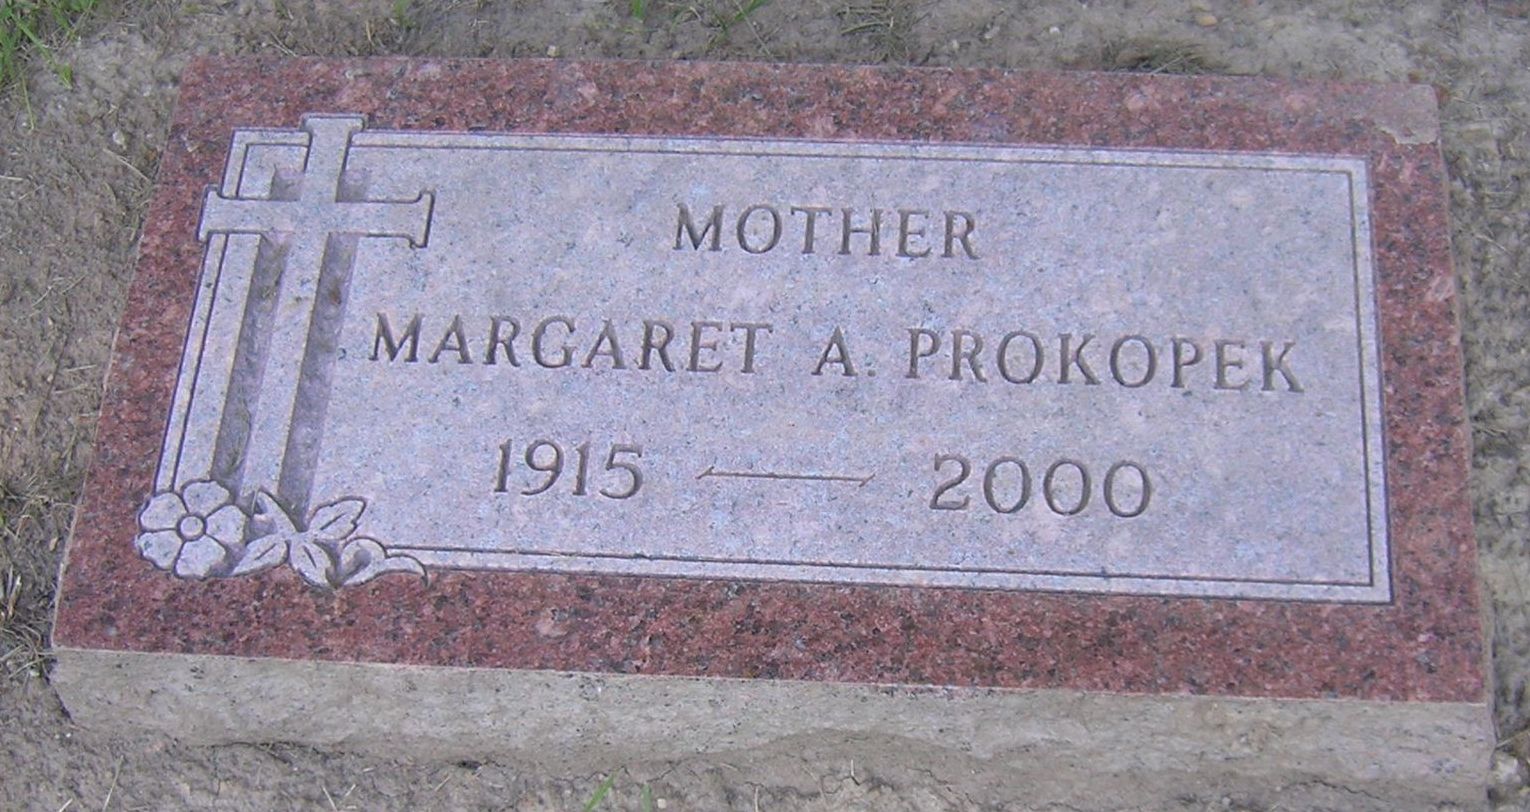 MOTHER
MARGARET A. PROKOPEK
1915 — 2000